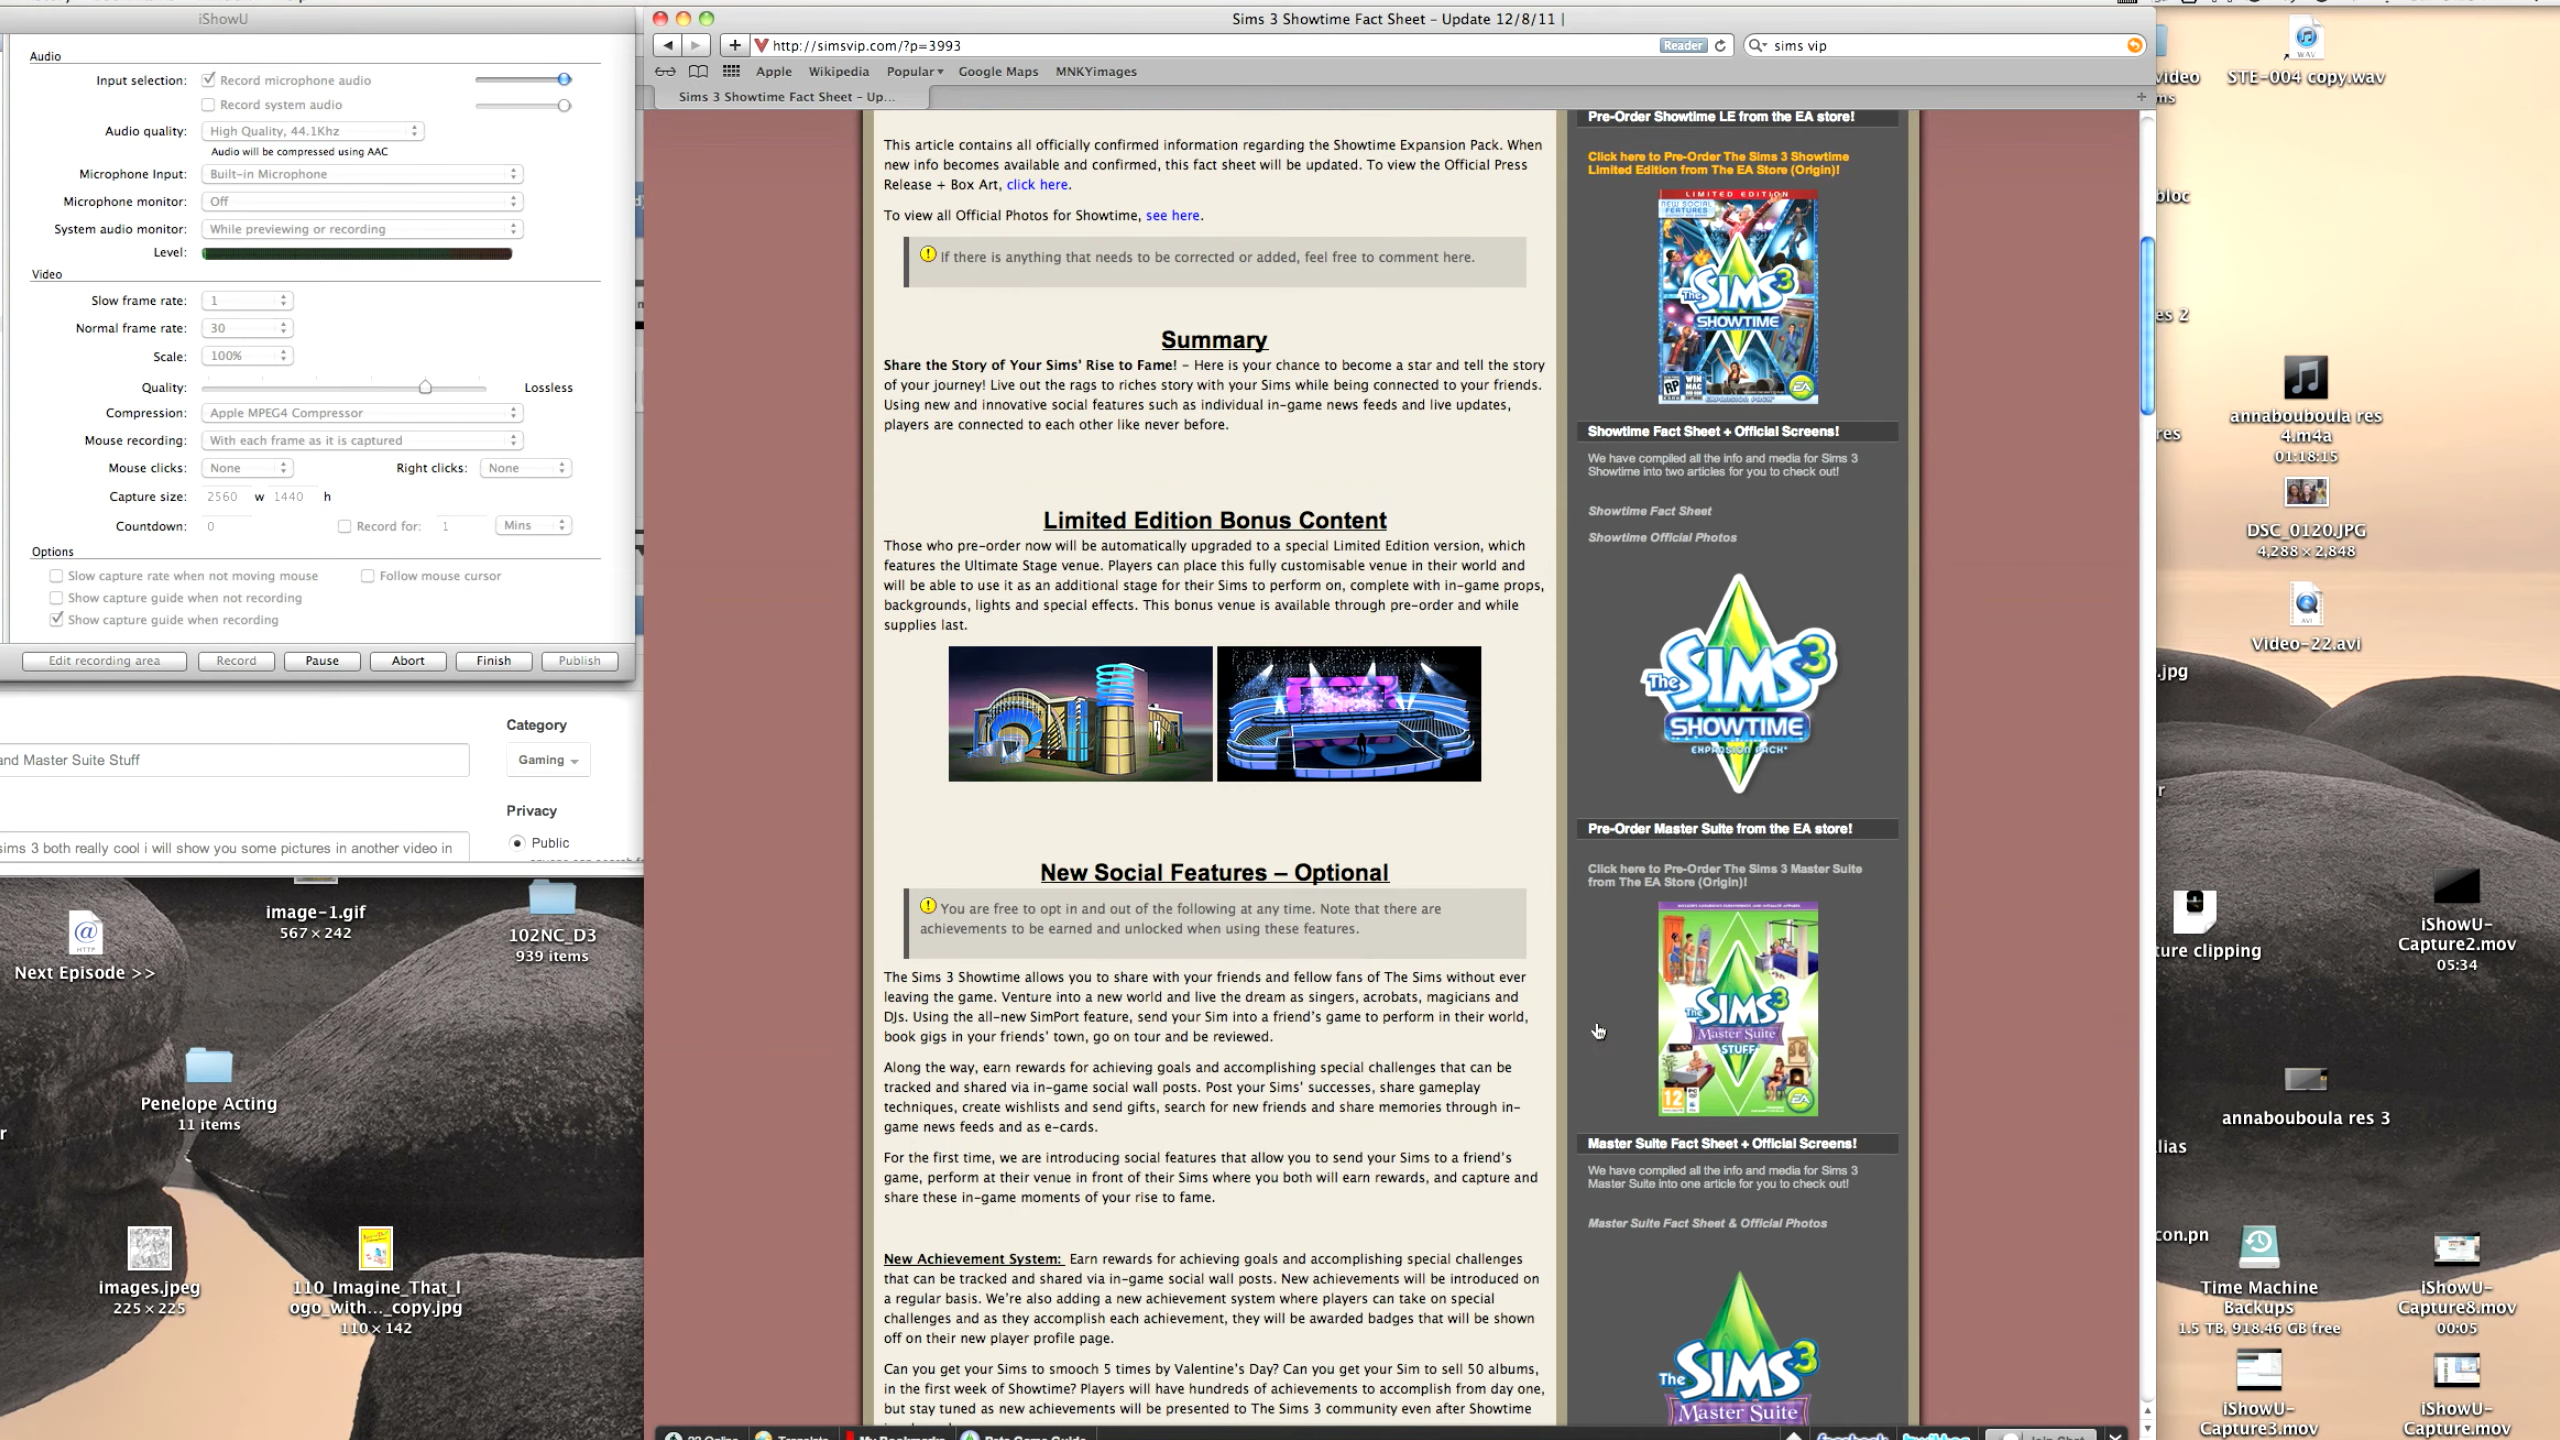 iShowU
Audio
Input selection:
Record microphone audio
Record system audio
Audio quality:
High Quality, 44.1Khz
Audio will be compressed using AAC
Microphone Input:
Built-in Microphone
Microphone monitor:
Off
System audio monitor:
While previewing or recording
Level:
Video
Slow frame rate:
1
Normal frame rate:
30
Scale:
100%
Quality:
Lossless
Compression:
Apple MPEG4 Compressor
Mouse recording:
With each frame as it is captured
Mouse clicks:
None
Right clicks:
None
Capture size:
2560 w 1440 h
Countdown:
0
Record for:
1
Mins
Options
Slow capture rate when not moving mouse
Follow mouse cursor
Show capture guide when not recording
Show capture guide when recording
Edit recording area
Record
Pause
Abort
Finish
Publish
and Master Suite Stuff
Category
Gaming
Privacy
Public
sims 3 both really cool i will show you some pictures in another video in
Next Episode >>
image-1.gif
567 × 242
102NC_D3
939 items
Penelope Acting
11 items
images.jpeg
225 × 225
110_Imagine_That_l
ogo_with..._copy.jpg
110 × 142
Sims 3 Showtime Fact Sheet – Update 12/8/11 |
http://simsvip.com/?p=3993
Reader
sims vip
Apple
Wikipedia
Popular
Google Maps
MNKYimages
Sims 3 Showtime Fact Sheet – Up...
This article contains all officially confirmed information regarding the Showtime Expansion Pack. When
new info becomes available and confirmed, this fact sheet will be updated. To view the Official Press
Release + Box Art, click here.
To view all Official Photos for Showtime, see here.
If there is anything that needs to be corrected or added, feel free to comment here.
Summary
Share the Story of Your Sims' Rise to Fame! – Here is your chance to become a star and tell the story
of your journey! Live out the rags to riches story with your Sims while being connected to your friends.
Using new and innovative social features such as individual in-game news feeds and live updates,
players are connected to each other like never before.
Limited Edition Bonus Content
Those who pre-order now will be automatically upgraded to a special Limited Edition version, which
features the Ultimate Stage venue. Players can place this fully customisable venue in their world and
will be able to use it as an additional stage for their Sims to perform on, complete with in-game props,
backgrounds, lights and special effects. This bonus venue is available through pre-order and while
supplies last.
New Social Features – Optional
You are free to opt in and out of the following at any time. Note that there are
achievements to be earned and unlocked when using these features.
The Sims 3 Showtime allows you to share with your friends and fellow fans of The Sims without ever
leaving the game. Venture into a new world and live the dream as singers, acrobats, magicians and
DJs. Using the all-new SimPort feature, send your Sim into a friend's game to perform in their world,
book gigs in your friends' town, go on tour and be reviewed.
Along the way, earn rewards for achieving goals and accomplishing special challenges that can be
tracked and shared via in-game social wall posts. Post your Sims' successes, share gameplay
techniques, create wishlists and send gifts, search for new friends and share memories through in-
game news feeds and as e-cards.
For the first time, we are introducing social features that allow you to send your Sims to a friend's
game, perform at their venue in front of their Sims where you both will earn rewards, and capture and
share these in-game moments of your rise to fame.
New Achievement System: Earn rewards for achieving goals and accomplishing special challenges
that can be tracked and shared via in-game social wall posts. New achievements will be introduced on
a regular basis. We're also adding a new achievement system where players can take on special
challenges and as they accomplish each achievement, they will be awarded badges that will be shown
off on their new player profile page.
Can you get your Sims to smooch 5 times by Valentine's Day? Can you get your Sim to sell 50 albums,
in the first week of Showtime? Players will have hundreds of achievements to accomplish from day one,
but stay tuned as new achievements will be presented to The Sims 3 community even after Showtime
Pre-Order Showtime LE from the EA store!
Click here to Pre-Order The Sims 3 Showtime
Limited Edition from The EA Store (Origin)!
LIMITED EDITION
NEW SOCIAL
FEATURES
The SIMS 3
SHOWTIME
Showtime Fact Sheet + Official Screens!
We have compiled all the info and media for Sims 3
Showtime into two articles for you to check out!
Showtime Fact Sheet
Showtime Official Photos
The SIMS 3
SHOWTIME
EXPANSION PACK
Pre-Order Master Suite from the EA store!
Click here to Pre-Order The Sims 3 Master Suite
from The EA Store (Origin)!
The SIMS 3
Master Suite
STUFF
12
Master Suite Fact Sheet + Official Screens!
We have compiled all the info and media for Sims 3
Master Suite into one article for you to check out!
Master Suite Fact Sheet & Official Photos
The SIMS 3
Master Suite
video
STE-004 copy.wav
ms
bloc
es 2
res
annabouboula res
4.m4a
01:18:15
DSC_0120.JPG
4,288 × 2,848
Video-22.avi
.jpg
ure clipping
iShowU-
Capture2.mov
05:34
annabouboula res 3
lias
con.pn
Time Machine
Backups
1.5 TB, 918.46 GB free
iShowU-
Capture8.mov
00:05
iShowU-
Capture3.mov
iShowU-
Capture.mov